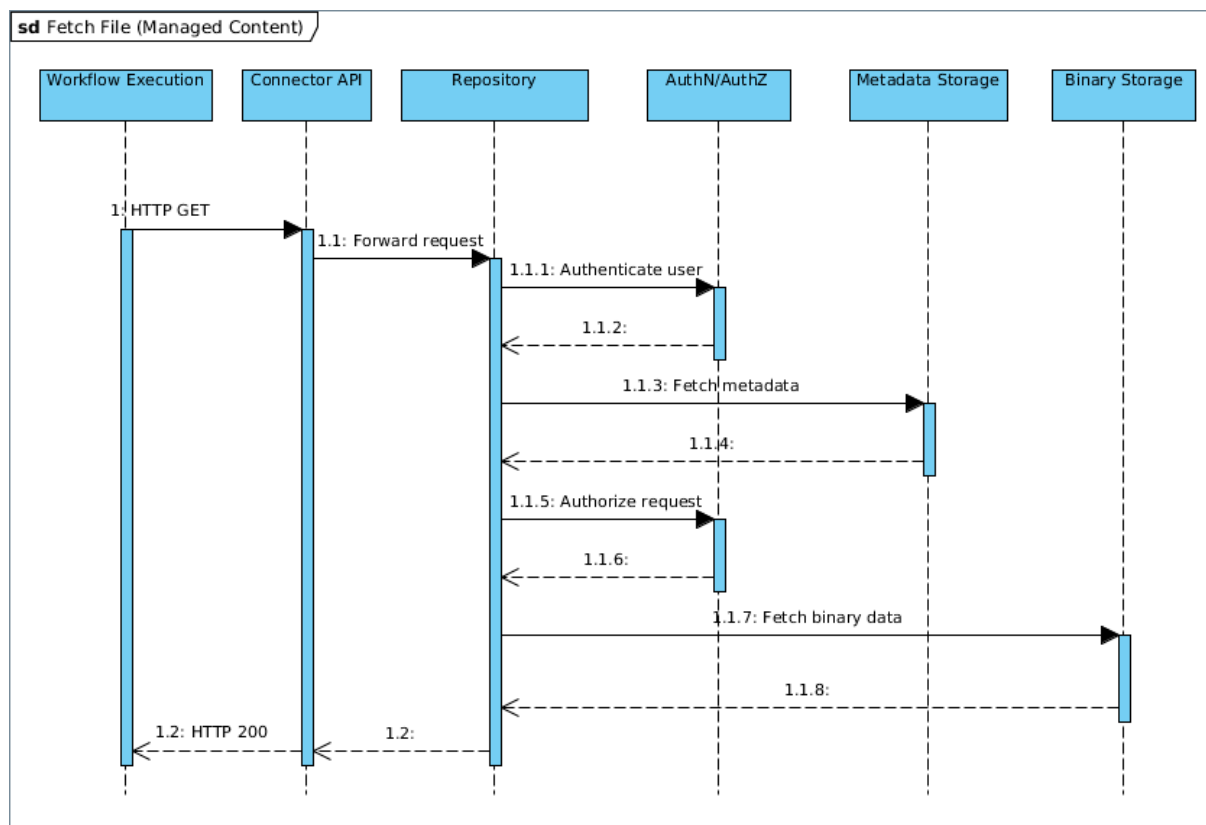 sd Fetch File (Managed Content)
Workflow Execution
Connector API
Repository
AuthN/AuthZ
Metadata Storage
Binary Storage
1: HTTP GET
1.1: Forward request
1.1.1: Authenticate user
1.1.2:
1.1.3: Fetch metadata
1.1.4:
1.1.5: Authorize request
1.1.6:
1.1.7: Fetch binary data
1.1.8:
1.2: HTTP 200
1.2: